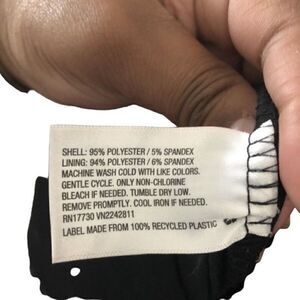 SHELL: 95% POLYESTER / 5% SPANDEX
LINING: 94% POLYESTER / 6% SPANDEX
MACHINE WASH COLD WITH LIKE COLORS.
GENTLE CYCLE. ONLY NON-CHLORINE
BLEACH IF NEEDED. TUMBLE DRY LOW.
REMOVE PROMPTLY. COOL IRON IF NEEDED.
RN17730 VN2242811
LABEL MADE FROM 100% RECYCLED PLASTIC